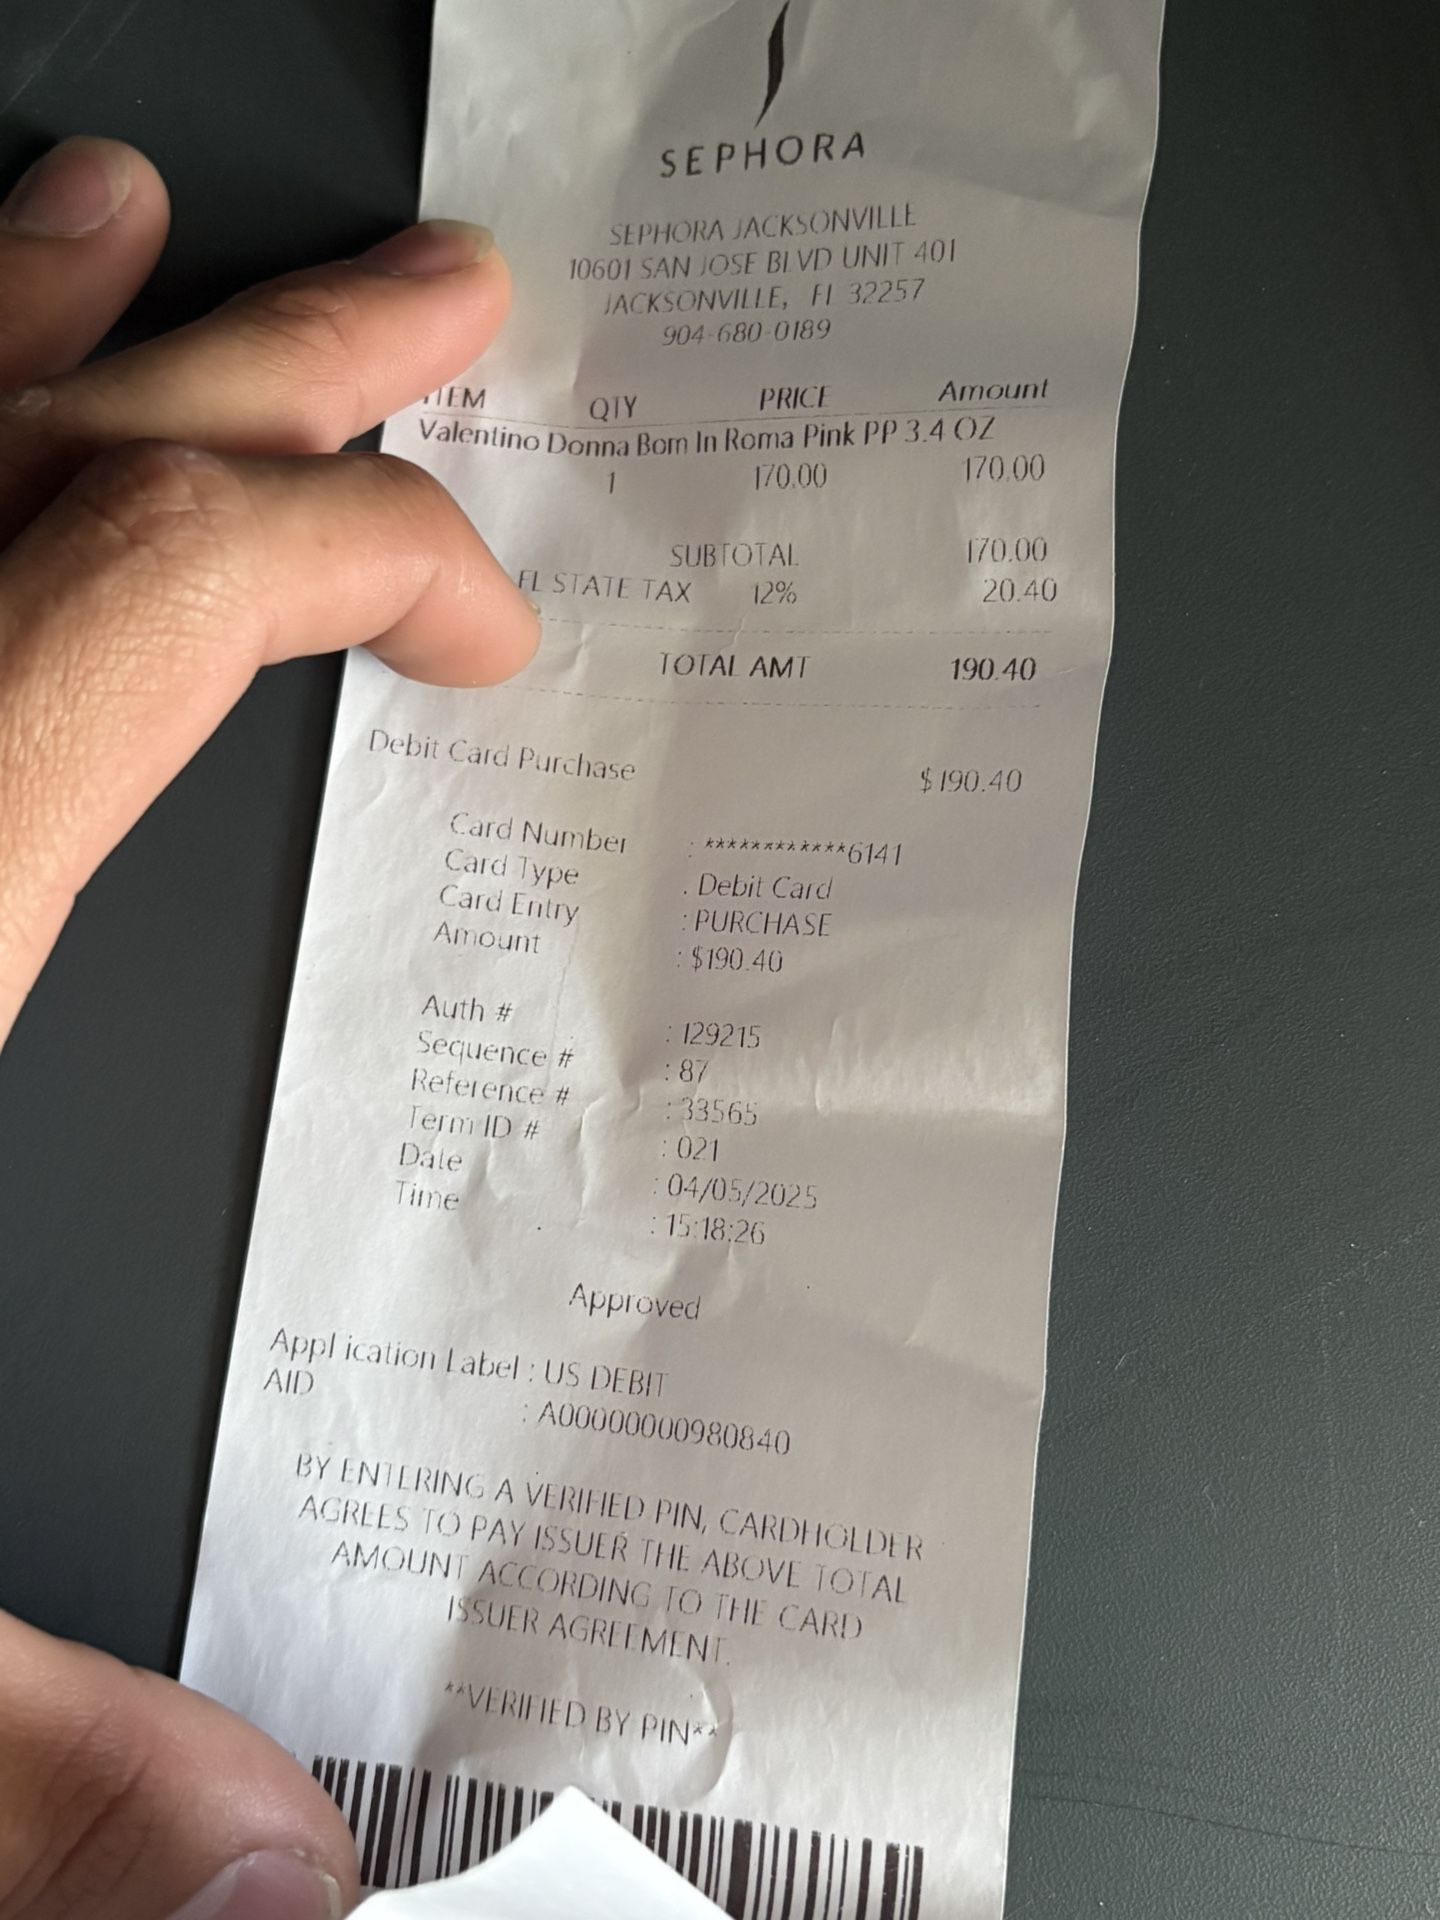 SEPHORA
SEPHORA JACKSONVILLE
10601 SAN JOSE BLVD UNIT 401
JACKSONVILLE, FL 32257
904-680-0189
ITEM QTY PRICE Amount
Valentino Donna Born In Roma Pink PP 3.4 OZ
1 170.00 170.00
SUBTOTAL 170.00
FL STATE TAX 12% 20.40
TOTAL AMT 190.40
Debit Card Purchase $190.40
Card Number : ************6141
Card Type : Debit Card
Card Entry : PURCHASE
Amount : $190.40
Auth # : 129215
Sequence # : 87
Reference # : 33565
Term ID # : 021
Date : 04/05/2025
Time : 15:18:26
Approved
Appl ication Label : US DEBIT
AID : A00000000980840
BY ENTERING A VERIFIED PIN, CARDHOLDER
AGREES TO PAY ISSUER THE ABOVE TOTAL
AMOUNT ACCORDING TO THE CARD
ISSUER AGREEMENT.
**VERIFIED BY PIN**